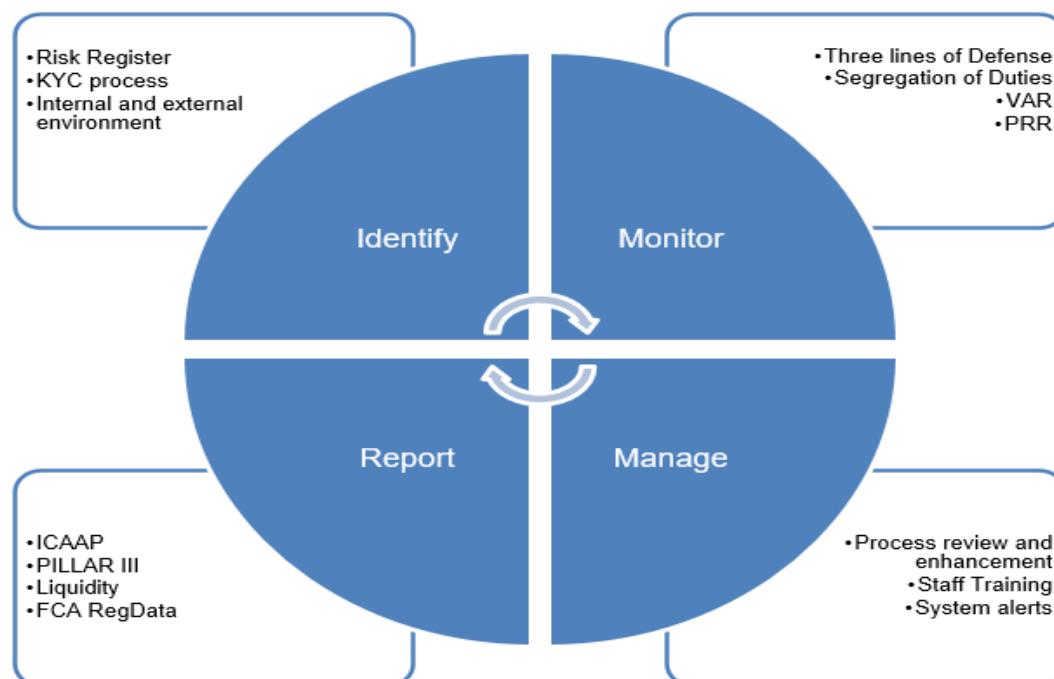 •Risk Register
•KYC process
•Internal and external
environment
•Three lines of Defense
•Segregation of Duties
•VAR
•PRR
Identify
Monitor
Report
Manage
•ICAAP
•PILLAR III
•Liquidity
•FCA RegData
•Process review and
enhancement
•Staff Training
•System alerts